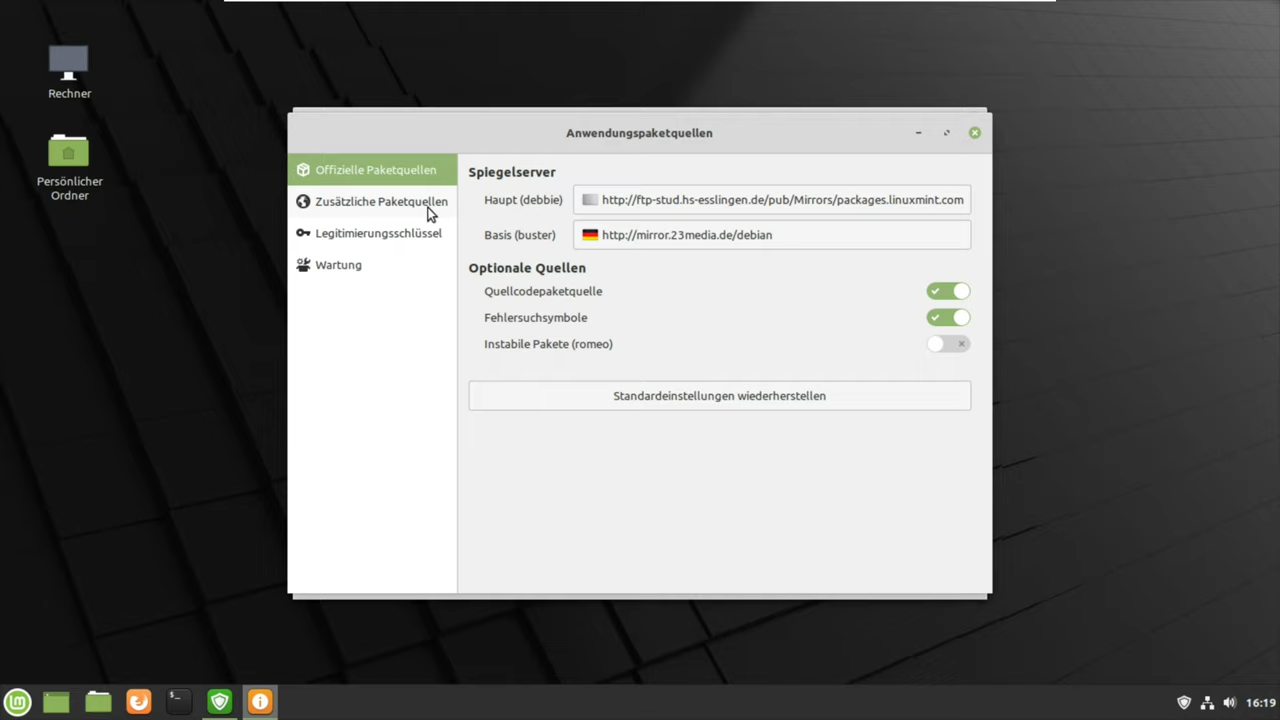 Rechner
Persönlicher
Ordner
Anwendungspaketquellen
Offizielle Paketquellen
Zusätzliche Paketquellen
Legitimierungsschlüssel
Wartung
Spiegelserver
Haupt (debbie) http://ftp-stud.hs-esslingen.de/pub/Mirrors/packages.linuxmint.com
Basis (buster) http://mirror.23media.de/debian
Optionale Quellen
Quellcodepaketquelle
Fehlersuchsymbole
Instabile Pakete (romeo)
Standardeinstellungen wiederherstellen
16:19